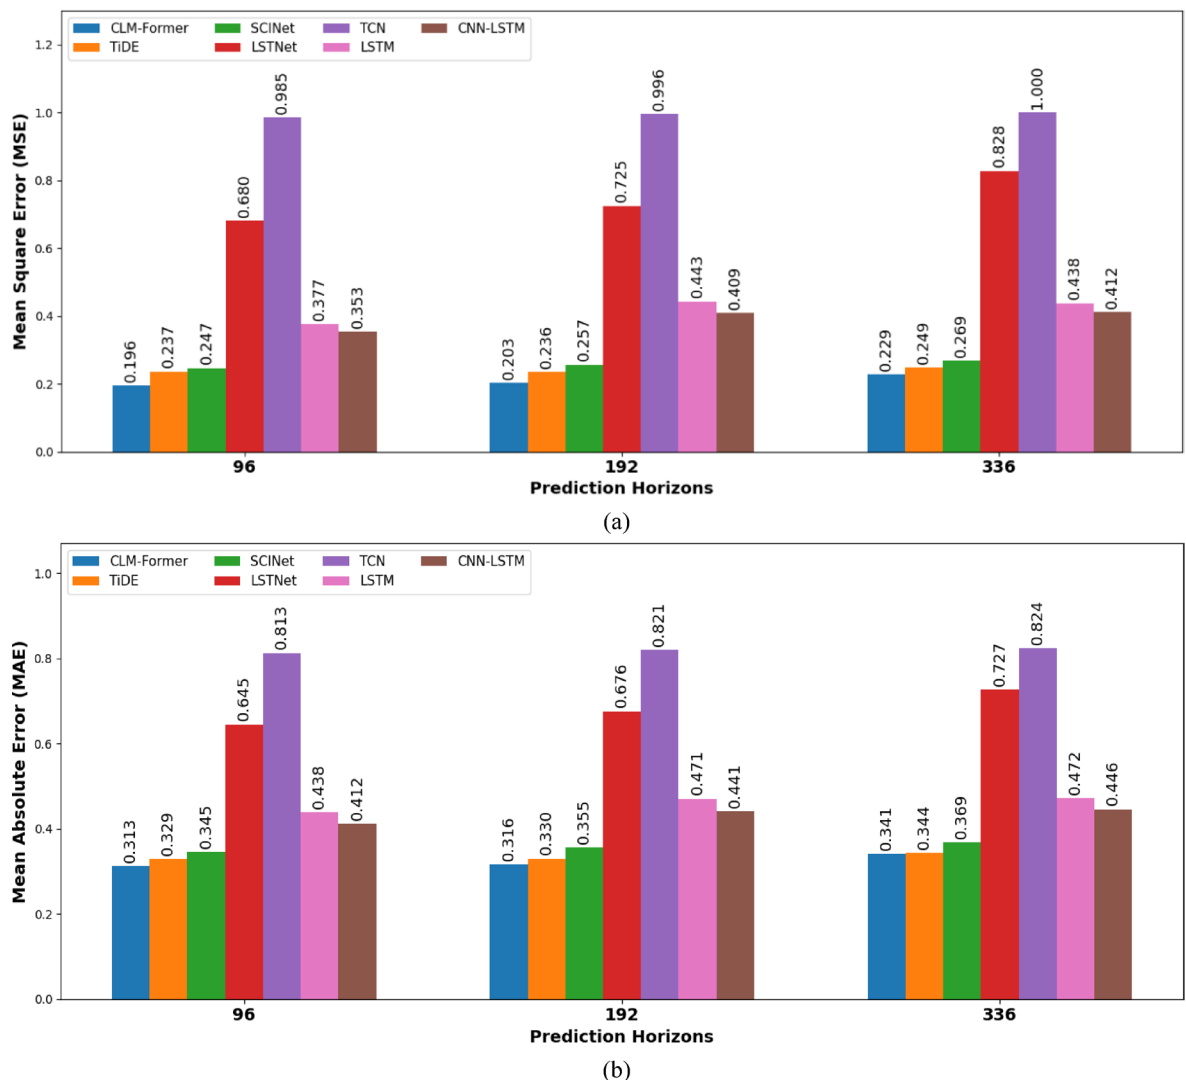 CLM-Former SCINet TCN CNN-LSTM
TiDE LSTNet LSTM
Mean Square Error (MSE)
1.2
1.0
0.8
0.6
0.4
0.2
0.0
0.196 0.237 0.247 0.680 0.985 0.377 0.353
0.203 0.236 0.257 0.725 0.996 0.443 0.409
0.229 0.249 0.269 0.828 1.000 0.438 0.412
96 192 336
Prediction Horizons
(a)
CLM-Former SCINet TCN CNN-LSTM
TiDE LSTNet LSTM
Mean Absolute Error (MAE)
1.0
0.8
0.6
0.4
0.2
0.0
0.313 0.329 0.345 0.645 0.813 0.438 0.412
0.316 0.330 0.355 0.676 0.821 0.471 0.441
0.341 0.344 0.369 0.727 0.824 0.472 0.446
96 192 336
Prediction Horizons
(b)